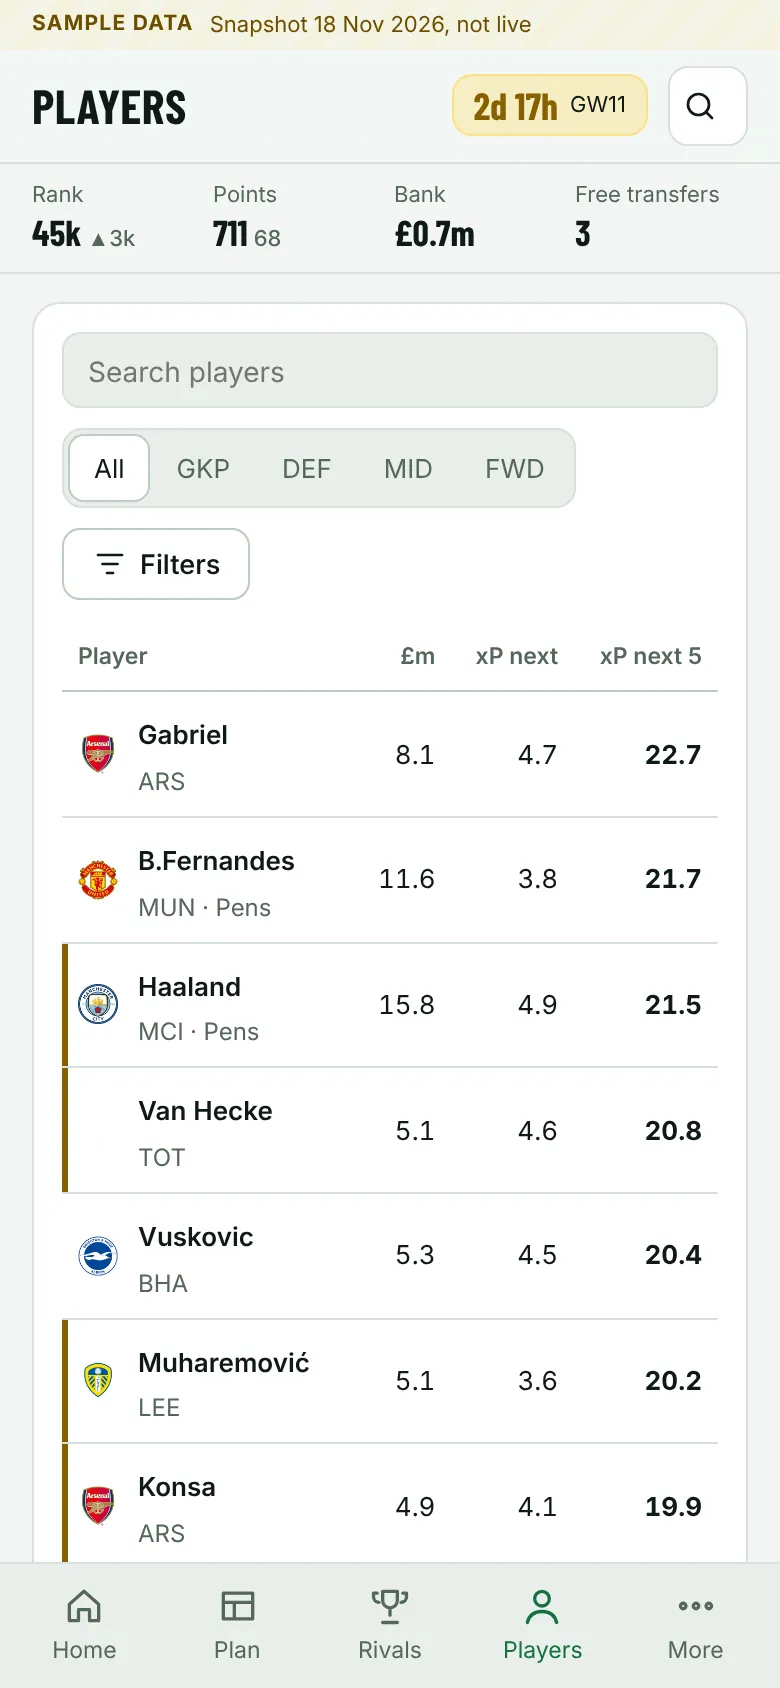 SAMPLE DATA Snapshot 18 Nov 2026, not live
PLAYERS
2d 17h GW11
Rank Points Bank Free transfers
45k ▲3k 711 68 £0.7m 3
Search players
All GKP DEF MID FWD
Filters
Player £m xP next xP next 5
Gabriel
ARS
8.1 4.7 22.7
B.Fernandes
MUN · Pens
11.6 3.8 21.7
Haaland
MCI · Pens
15.8 4.9 21.5
Van Hecke
TOT
5.1 4.6 20.8
Vuskovic
BHA
5.3 4.5 20.4
Muharemović
LEE
5.1 3.6 20.2
Konsa
ARS
4.9 4.1 19.9
Home Plan Rivals Players More